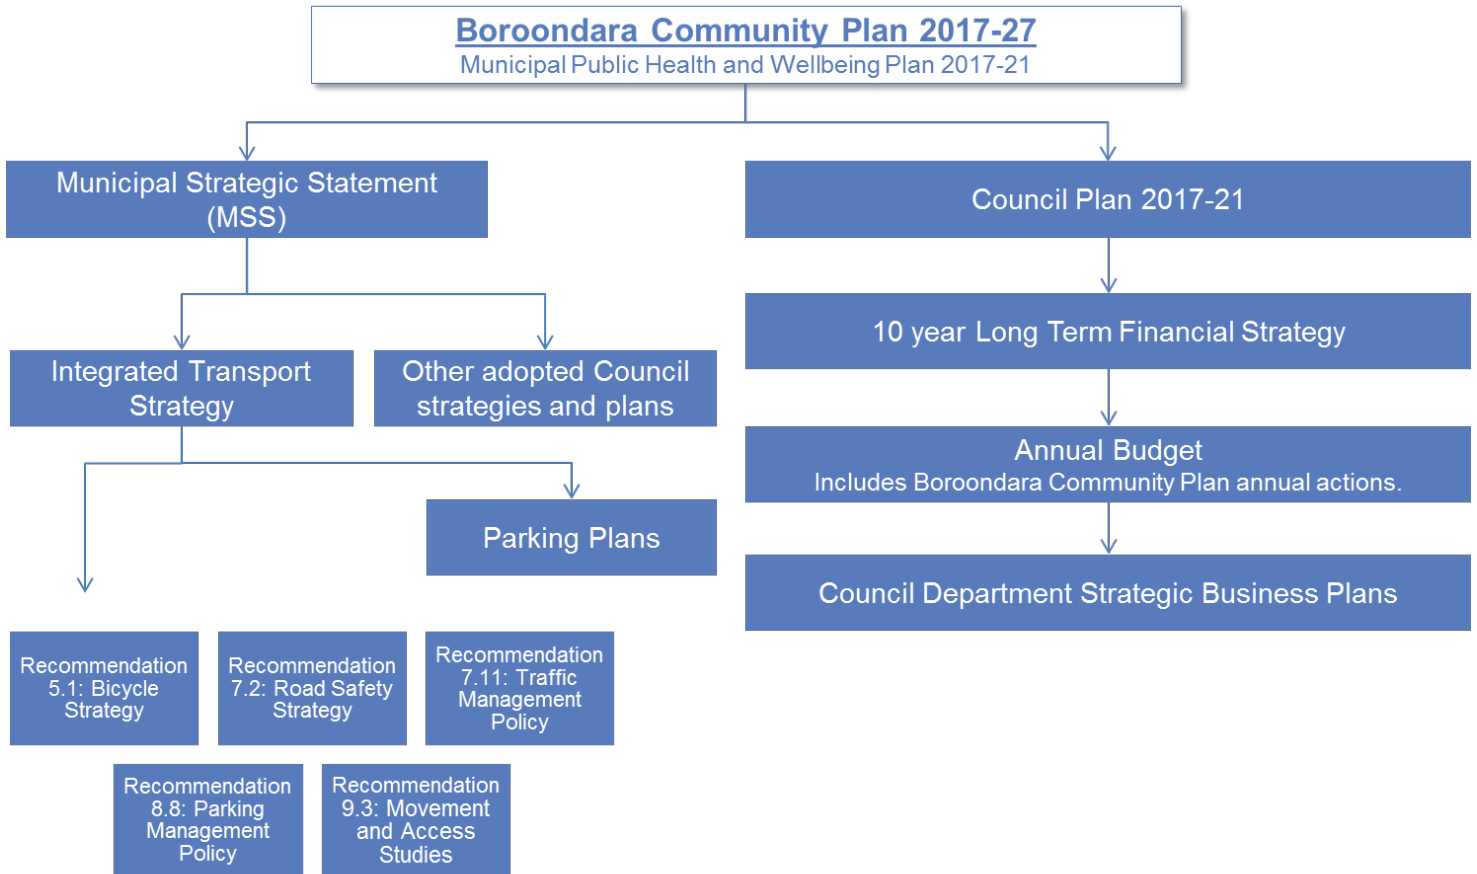 Boroondara Community Plan 2017-27
Municipal Public Health and Wellbeing Plan 2017-21
Municipal Strategic Statement
(MSS)
Council Plan 2017-21
10 year Long Term Financial Strategy
Integrated Transport
Strategy
Other adopted Council
strategies and plans
Annual Budget
Includes Boroondara Community Plan annual actions.
Parking Plans
Council Department Strategic Business Plans
Recommendation
5.1: Bicycle
Strategy
Recommendation
7.2: Road Safety
Strategy
Recommendation
7.11: Traffic
Management
Policy
Recommendation
8.8: Parking
Management
Policy
Recommendation
9.3: Movement
and Access
Studies